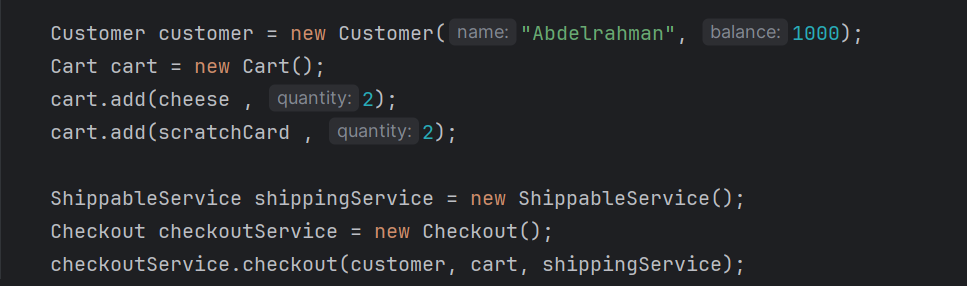 Customer customer = new Customer( name: "Abdelrahman", balance: 1000);
Cart cart = new Cart();
cart.add(cheese , quantity: 2);
cart.add(scratchCard , quantity: 2);
ShippableService shippingService = new ShippableService();
Checkout checkoutService = new Checkout();
checkoutService.checkout(customer, cart, shippingService);